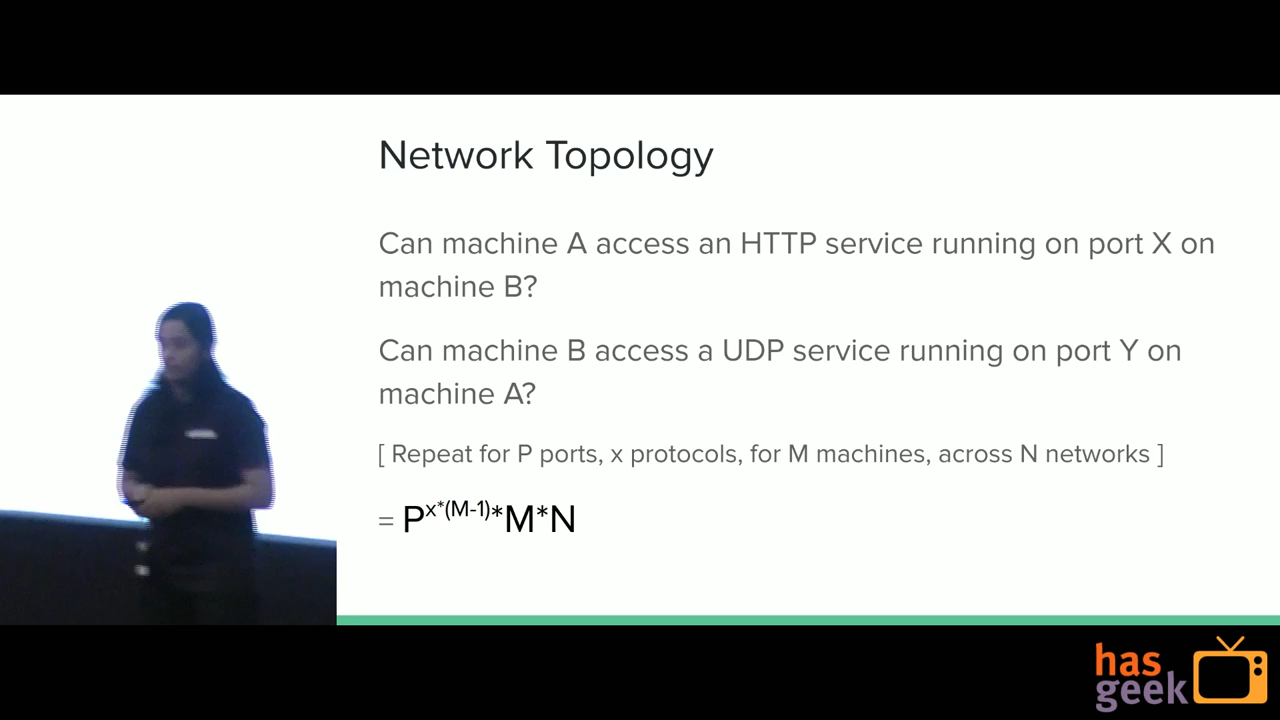 Network Topology
Can machine A access an HTTP service running on port X on
machine B?
Can machine B access a UDP service running on port Y on
machine A?
[ Repeat for P ports, x protocols, for M machines, across N networks ]
= P^x*(M-1)*M*N
has
geek